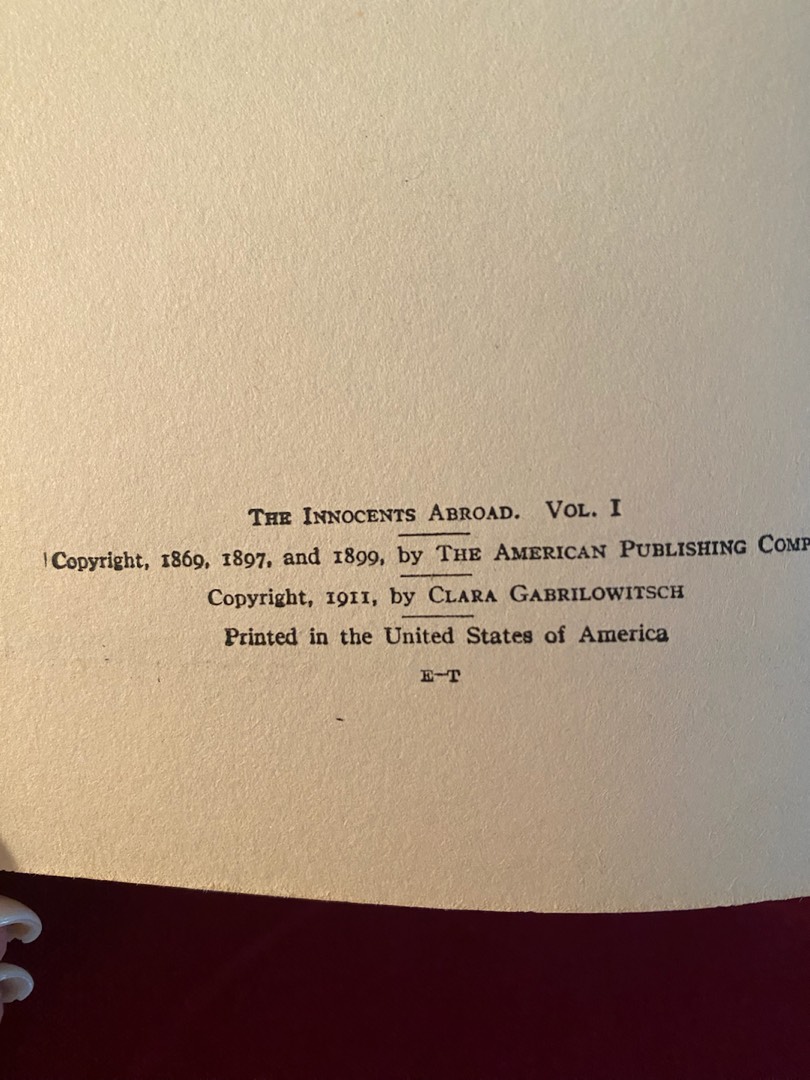 THE INNOCENTS ABROAD. VOL. I
Copyright, 1869, 1897, and 1899, by THE AMERICAN PUBLISHING COMP
Copyright, 1911, by CLARA GABRILOWITSCH
Printed in the United States of America
E-T